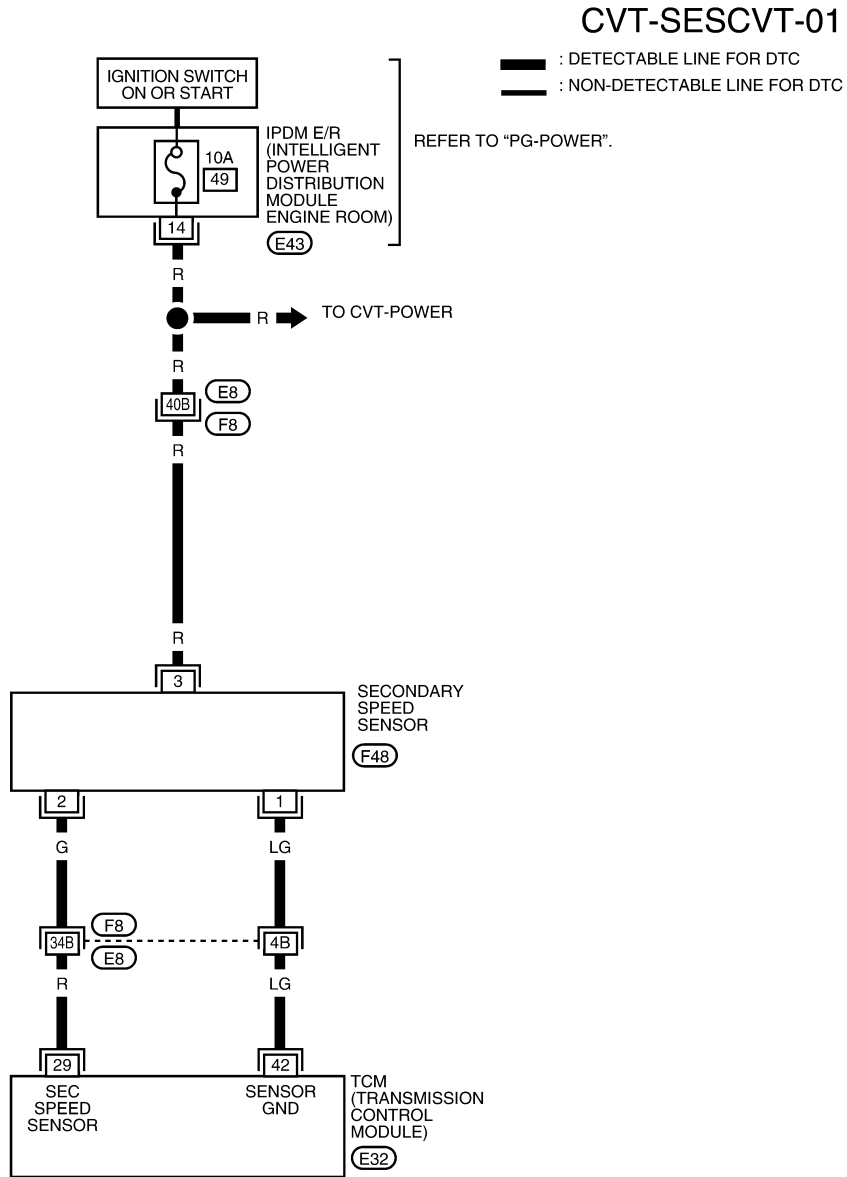 CVT-SESCVT-01
: DETECTABLE LINE FOR DTC
: NON-DETECTABLE LINE FOR DTC
IGNITION SWITCH
ON OR START
IPDM E/R
(INTELLIGENT
POWER
DISTRIBUTION
MODULE
ENGINE ROOM)
REFER TO “PG-POWER”.
10A
49
14
E43
R
R
TO CVT-POWER
R
40B
E8
F8
R
R
3
SECONDARY
SPEED
SENSOR
F48
2
1
G
LG
34B
F8
E8
4B
R
LG
29
42
SEC
SPEED
SENSOR
SENSOR
GND
TCM
(TRANSMISSION
CONTROL
MODULE)
E32